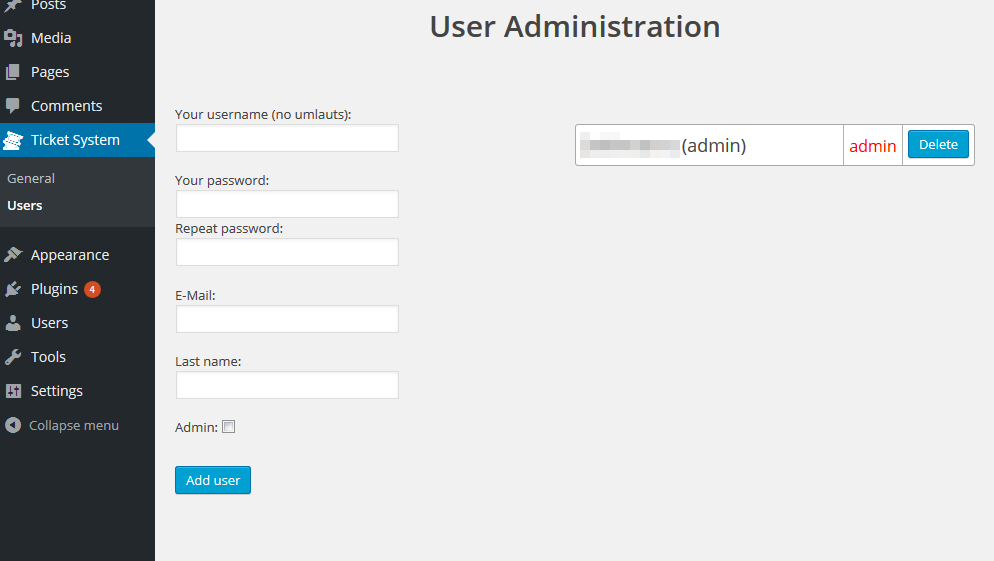 Posts
Media
Pages
Comments
Ticket System
General
Users
Appearance
Plugins 4
Users
Tools
Settings
Collapse menu
User Administration
Your username (no umlauts):
Your password:
Repeat password:
E-Mail:
Last name:
Admin:
Add user
(admin) admin Delete